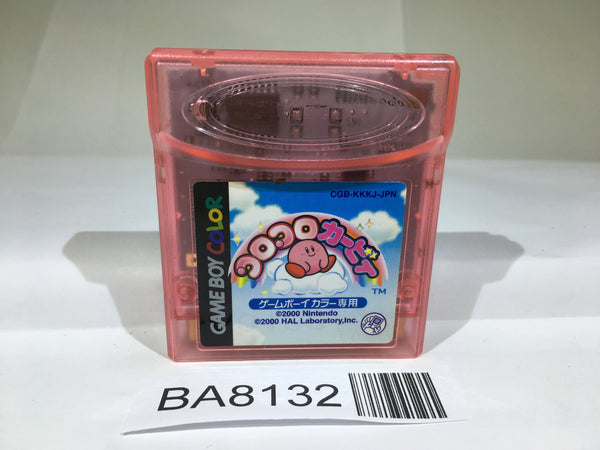 CGB-KKKJ-JPN
GAME BOY COLOR
コロコロカービィ
TM
ゲームボーイカラー専用
©2000 Nintendo
©2000 HAL Laboratory,Inc.
BA8132